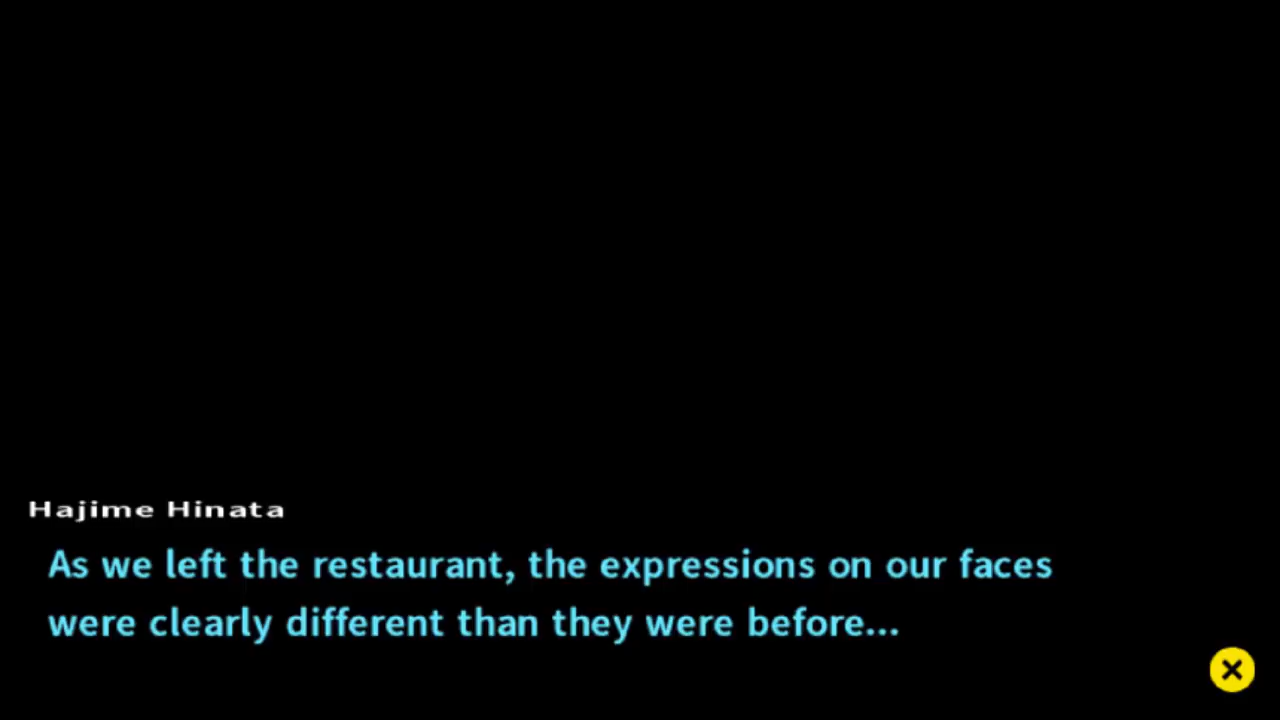 Hajime Hinata
As we left the restaurant, the expressions on our faces
were clearly different than they were before...